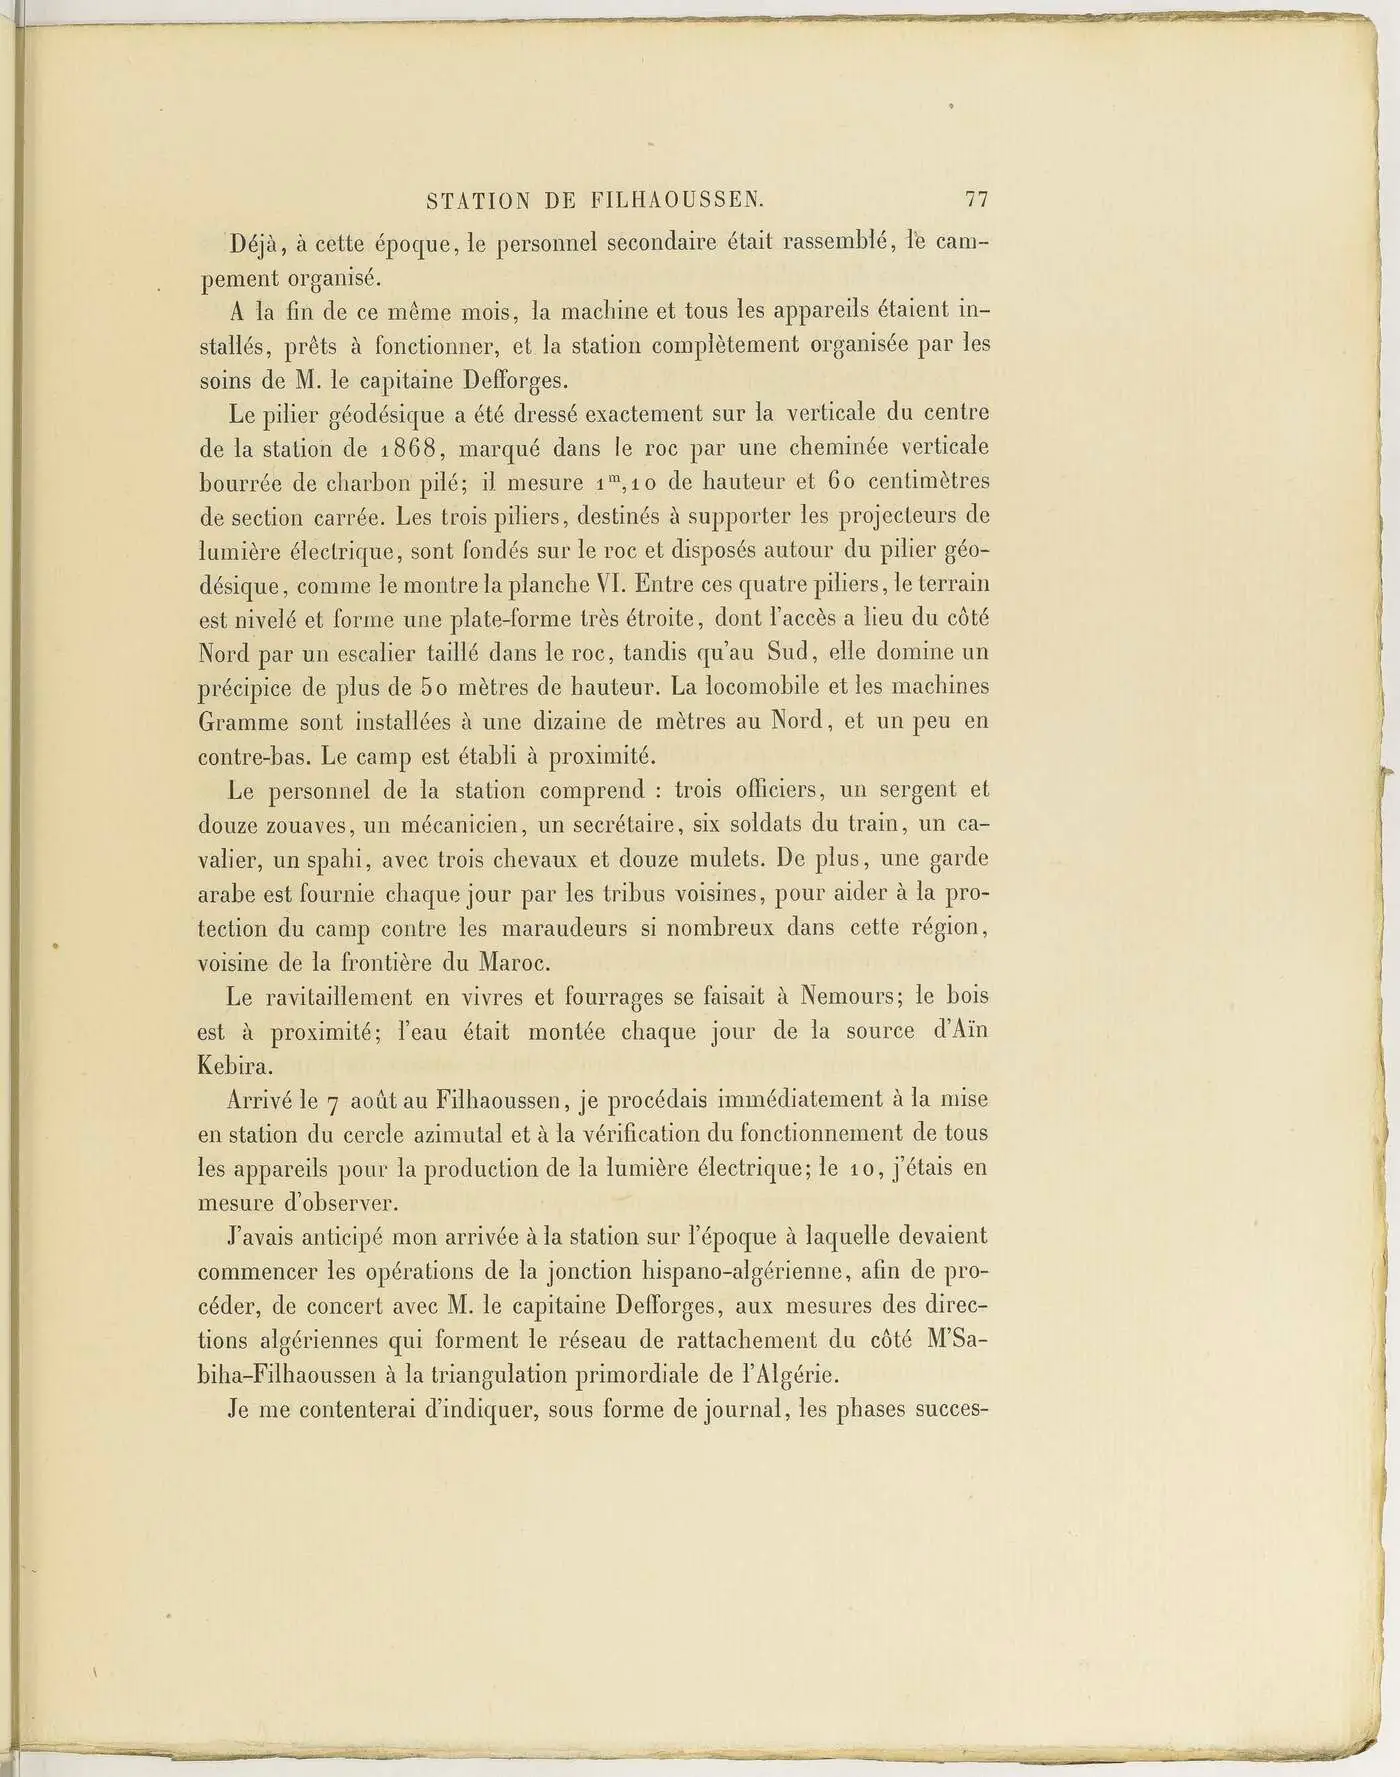 STATION DE FILHAOUSSEN. 77
Déjà, à cette époque, le personnel secondaire était rassemblé, le cam-
pement organisé.
A la fin de ce même mois, la machine et tous les appareils étaient in-
stallés, prêts à fonctionner, et la station complètement organisée par les
soins de M. le capitaine Defforges.
Le pilier géodésique a été dressé exactement sur la verticale du centre
de la station de 1868, marqué dans le roc par une cheminée verticale
bourrée de charbon pilé; il mesure 1ᵐ,10 de hauteur et 60 centimètres
de section carrée. Les trois piliers, destinés à supporter les projecteurs de
lumière électrique, sont fondés sur le roc et disposés autour du pilier géo-
désique, comme le montre la planche VI. Entre ces quatre piliers, le terrain
est nivelé et forme une plate-forme très étroite, dont l'accès a lieu du côté
Nord par un escalier taillé dans le roc, tandis qu'au Sud, elle domine un
précipice de plus de 50 mètres de hauteur. La locomobile et les machines
Gramme sont installées à une dizaine de mètres au Nord, et un peu en
contre-bas. Le camp est établi à proximité.
Le personnel de la station comprend : trois officiers, un sergent et
douze zouaves, un mécanicien, un secrétaire, six soldats du train, un ca-
valier, un spahi, avec trois chevaux et douze mulets. De plus, une garde
arabe est fournie chaque jour par les tribus voisines, pour aider à la pro-
tection du camp contre les maraudeurs si nombreux dans cette région,
voisine de la frontière du Maroc.
Le ravitaillement en vivres et fourrages se faisait à Nemours; le bois
est à proximité; l'eau était montée chaque jour de la source d'Aïn
Kebira.
Arrivé le 7 août au Filhaoussen, je procédais immédiatement à la mise
en station du cercle azimutal et à la vérification du fonctionnement de tous
les appareils pour la production de la lumière électrique; le 10, j'étais en
mesure d'observer.
J'avais anticipé mon arrivée à la station sur l'époque à laquelle devaient
commencer les opérations de la jonction hispano-algérienne, afin de pro-
céder, de concert avec M. le capitaine Defforges, aux mesures des direc-
tions algériennes qui forment le réseau de rattachement du côté M'Sa-
biha-Filhaoussen à la triangulation primordiale de l'Algérie.
Je me contenterai d'indiquer, sous forme de journal, les phases succes-